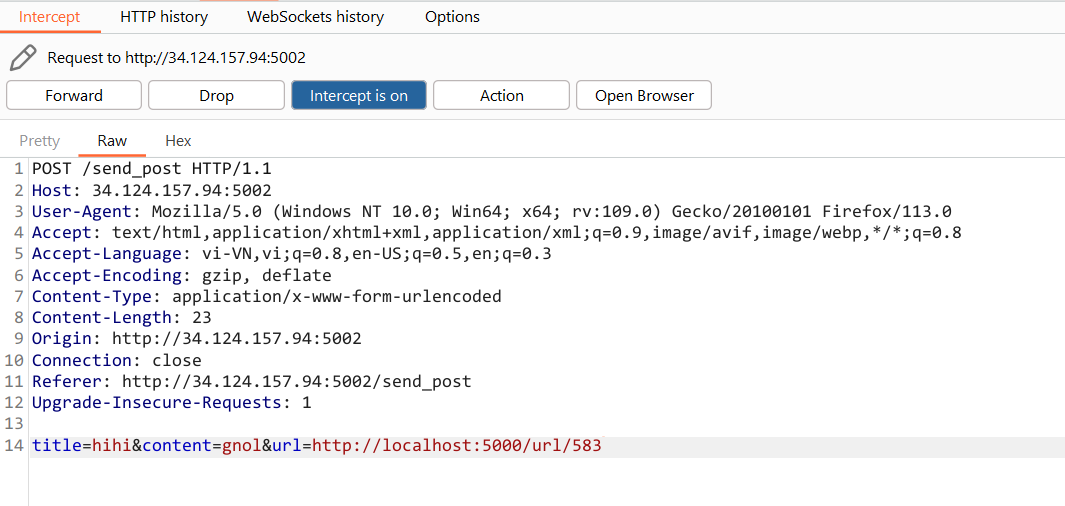 Intercept HTTP history WebSockets history Options
Request to http://34.124.157.94:5002
Forward Drop Intercept is on Action Open Browser
Pretty Raw Hex
1 POST /send_post HTTP/1.1
2 Host: 34.124.157.94:5002
3 User-Agent: Mozilla/5.0 (Windows NT 10.0; Win64; x64; rv:109.0) Gecko/20100101 Firefox/113.0
4 Accept: text/html,application/xhtml+xml,application/xml;q=0.9,image/avif,image/webp,*/*;q=0.8
5 Accept-Language: vi-VN,vi;q=0.8,en-US;q=0.5,en;q=0.3
6 Accept-Encoding: gzip, deflate
7 Content-Type: application/x-www-form-urlencoded
8 Content-Length: 23
9 Origin: http://34.124.157.94:5002
10 Connection: close
11 Referer: http://34.124.157.94:5002/send_post
12 Upgrade-Insecure-Requests: 1
13
14 title=hihi&content=gnol&url=http://localhost:5000/url/583